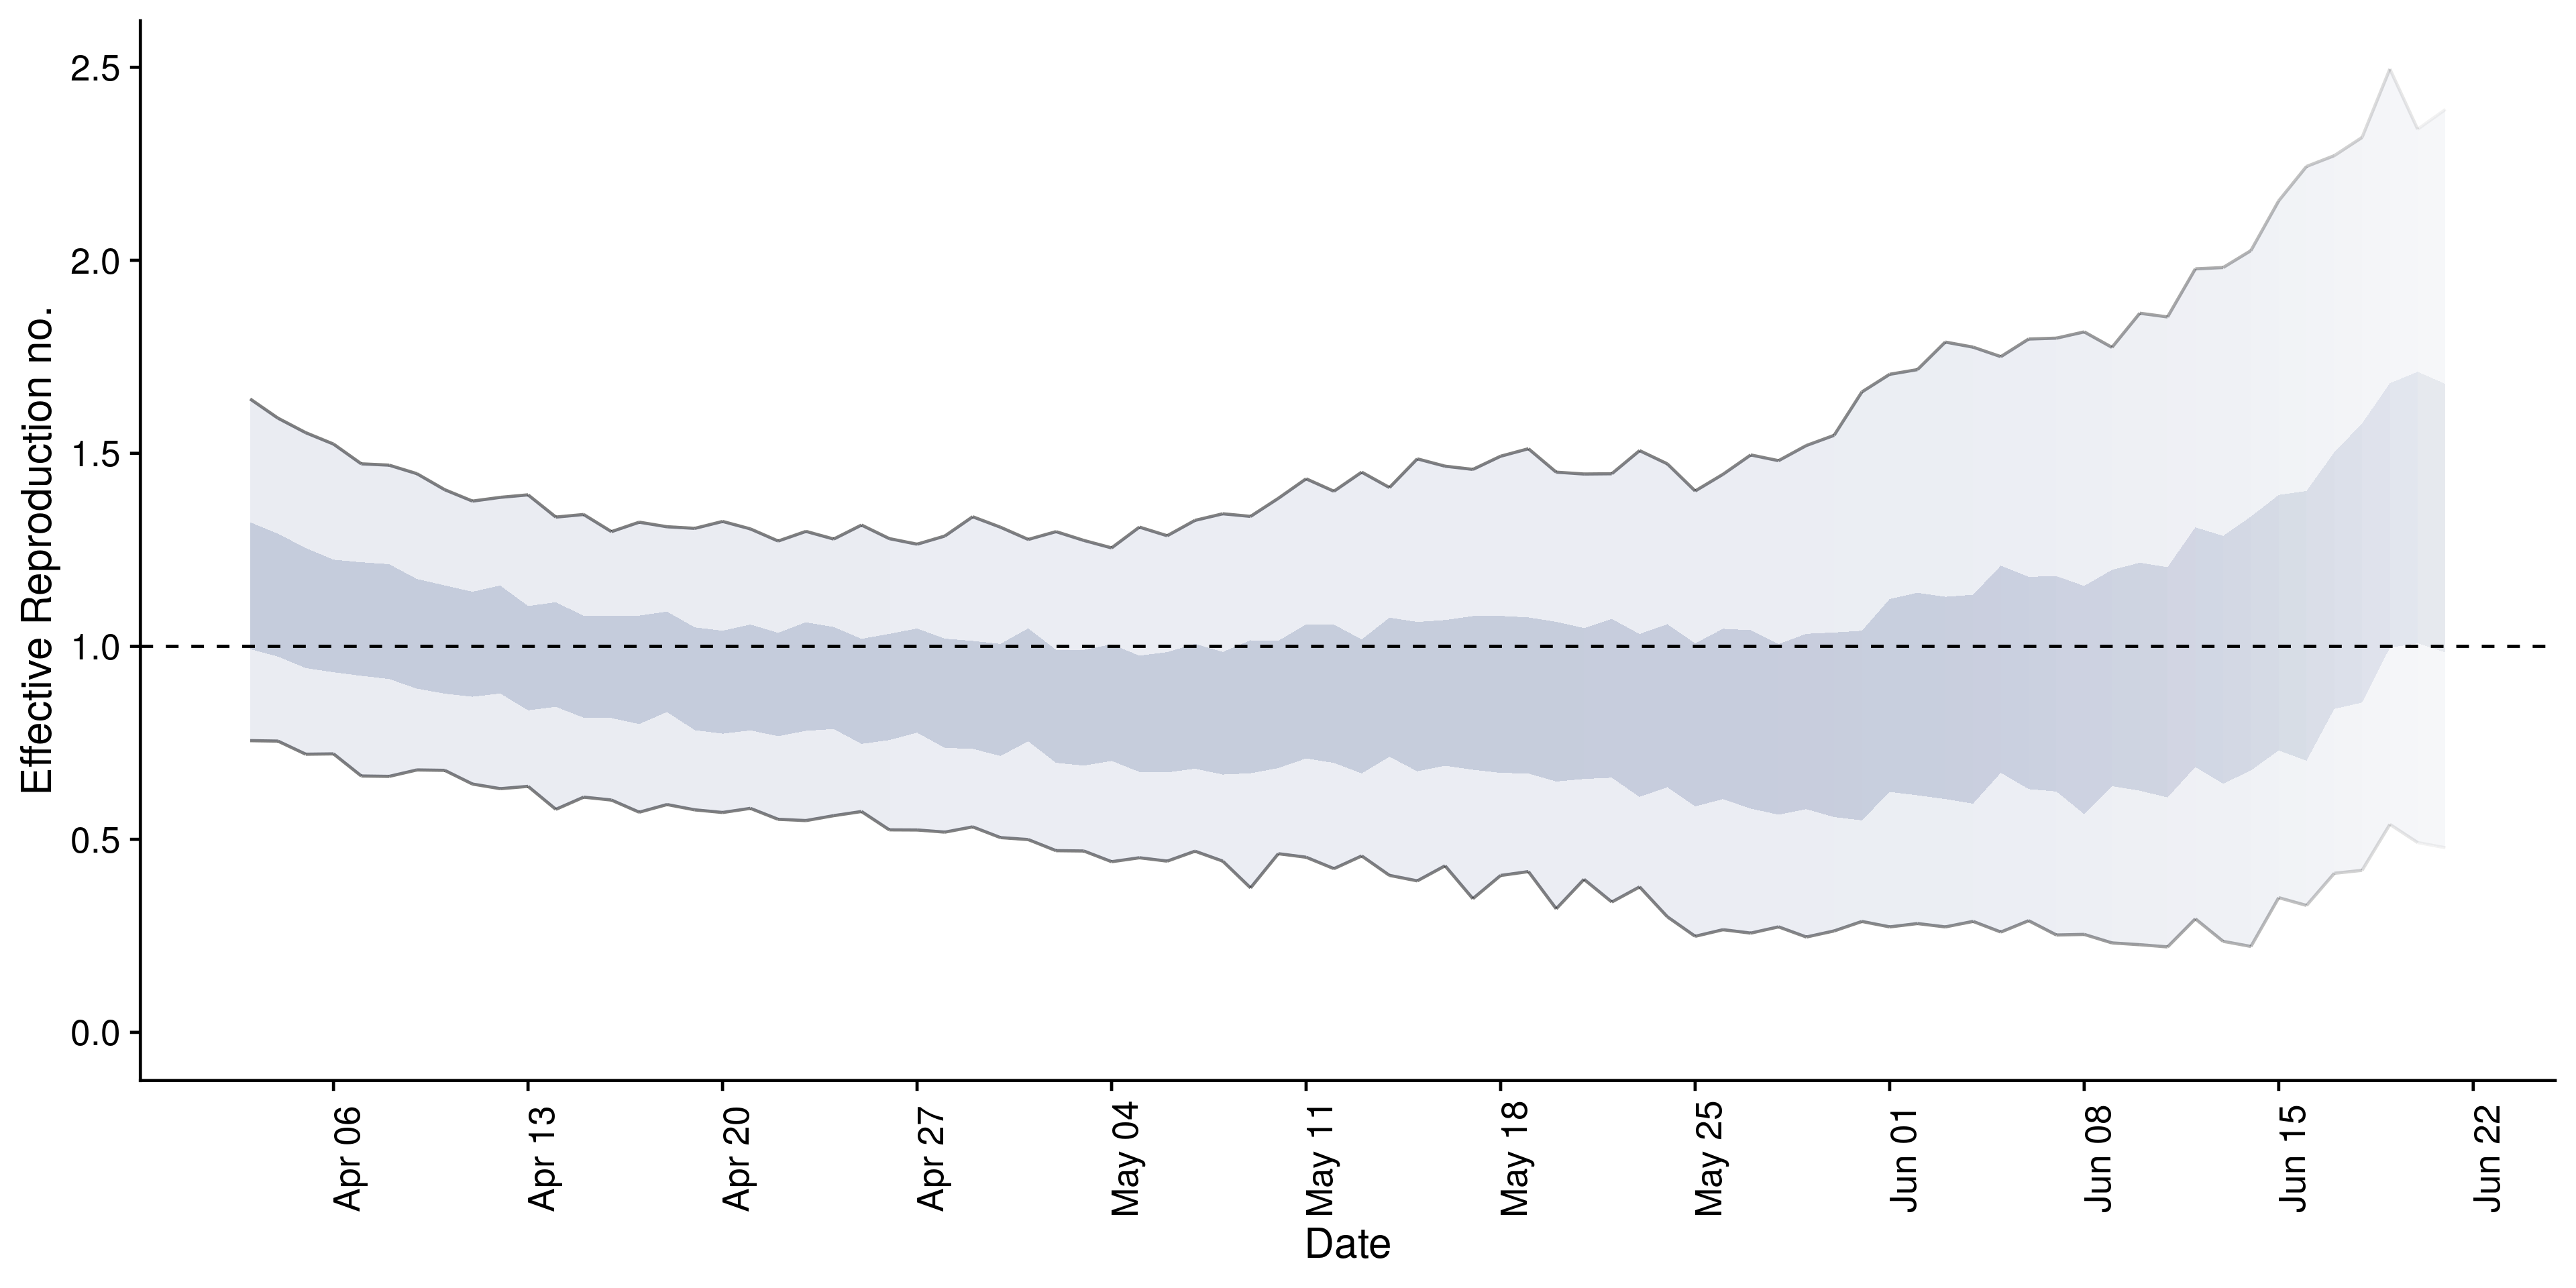 Effective Reproduction no.
2.5
2.0
1.5
1.0
0.5
0.0
Apr 06
Apr 13
Apr 20
Apr 27
May 04
May 11
May 18
May 25
Jun 01
Jun 08
Jun 15
Jun 22
Date